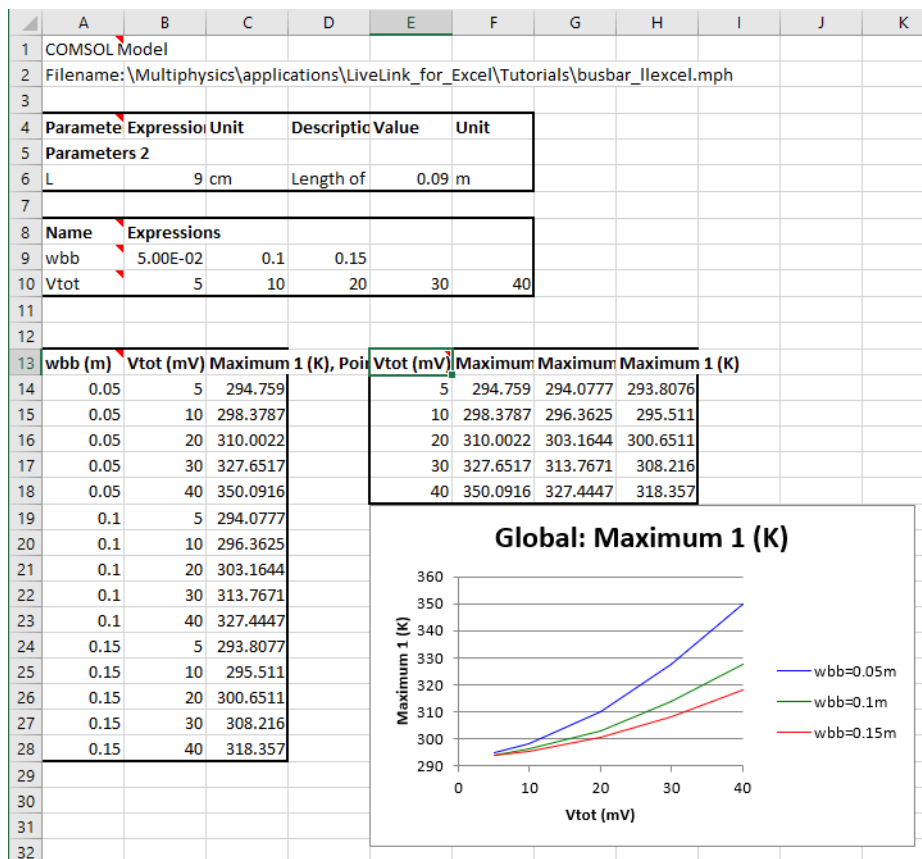 A B C D E F G H I J K
1 COMSOL Model
2 Filename: \Multiphysics\applications\LiveLink_for_Excel\Tutorials\busbar_llexcel.mph
3
4 Paramete Expressio Unit Descriptic Value Unit
5 Parameters 2
6 L 9 cm Length of 0.09 m
7
8 Name Expressions
9 wbb 5.00E-02 0.1 0.15
10 Vtot 5 10 20 30 40
11
12
13 wbb (m) Vtot (mV) Maximum 1 (K), Poi Vtot (mV) Maximum Maximum Maximum 1 (K)
14 0.05 5 294.759 5 294.759 294.0777 293.8076
15 0.05 10 298.3787 10 298.3787 296.3625 295.511
16 0.05 20 310.0022 20 310.0022 303.1644 300.6511
17 0.05 30 327.6517 30 327.6517 313.7671 308.216
18 0.05 40 350.0916 40 350.0916 327.4447 318.357
19 0.1 5 294.0777
20 0.1 10 296.3625
21 0.1 20 303.1644
22 0.1 30 313.7671
23 0.1 40 327.4447
24 0.15 5 293.8077
25 0.15 10 295.511
26 0.15 20 300.6511
27 0.15 30 308.216
28 0.15 40 318.357
29
30
31
32
Global: Maximum 1 (K)
Maximum 1 (K)
360
350
340
330
320
310
300
290
0 10 20 30 40
Vtot (mV)
wbb=0.05m
wbb=0.1m
wbb=0.15m